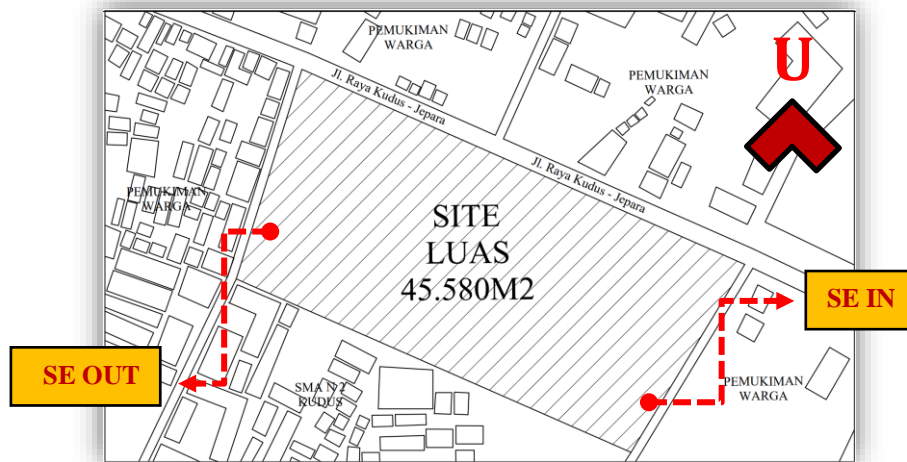 PEMUKIMAN
WARGA
U
Jl. Raya Kudus - Jepara
PEMUKIMAN
WARGA
Jl. Raya Kudus - Jepara
PEMUKIMAN
WARGA
SITE
LUAS
45.580M2
SE IN
SE OUT
SMA N 2
KUDUS
PEMUKIMAN
WARGA